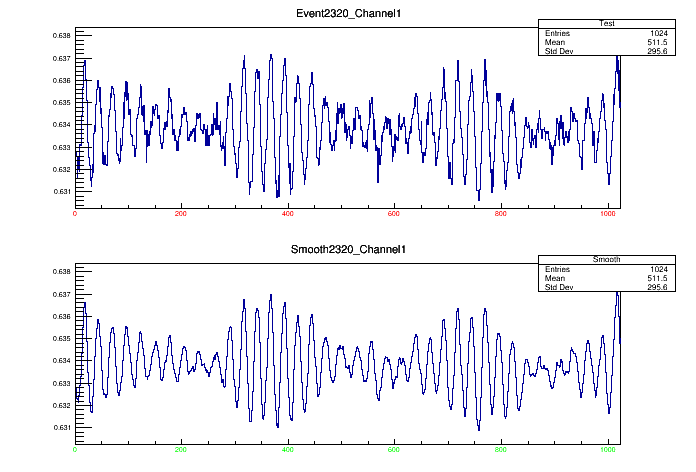 Event2320_Channel1
Test
Entries 1024
Mean 511.5
Std Dev 295.6
0.638
0.637
0.636
0.635
0.634
0.633
0.632
0.631
0 200 400 600 800 1000
Smooth2320_Channel1
Smooth
Entries 1024
Mean 511.5
Std Dev 295.6
0.638
0.637
0.636
0.635
0.634
0.633
0.632
0.631
0 200 400 600 800 1000